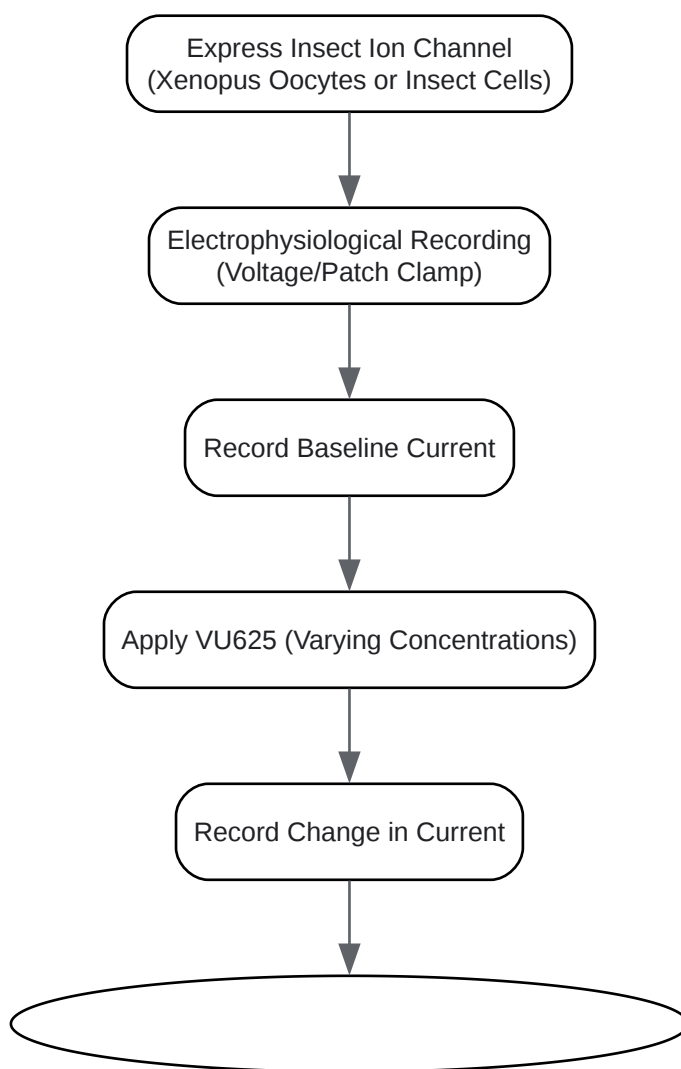 Express Insect Ion Channel
(Xenopus Oocytes or Insect Cells)
Electrophysiological Recording
(Voltage/Patch Clamp)
Record Baseline Current
Apply VU625 (Varying Concentrations)
Record Change in Current